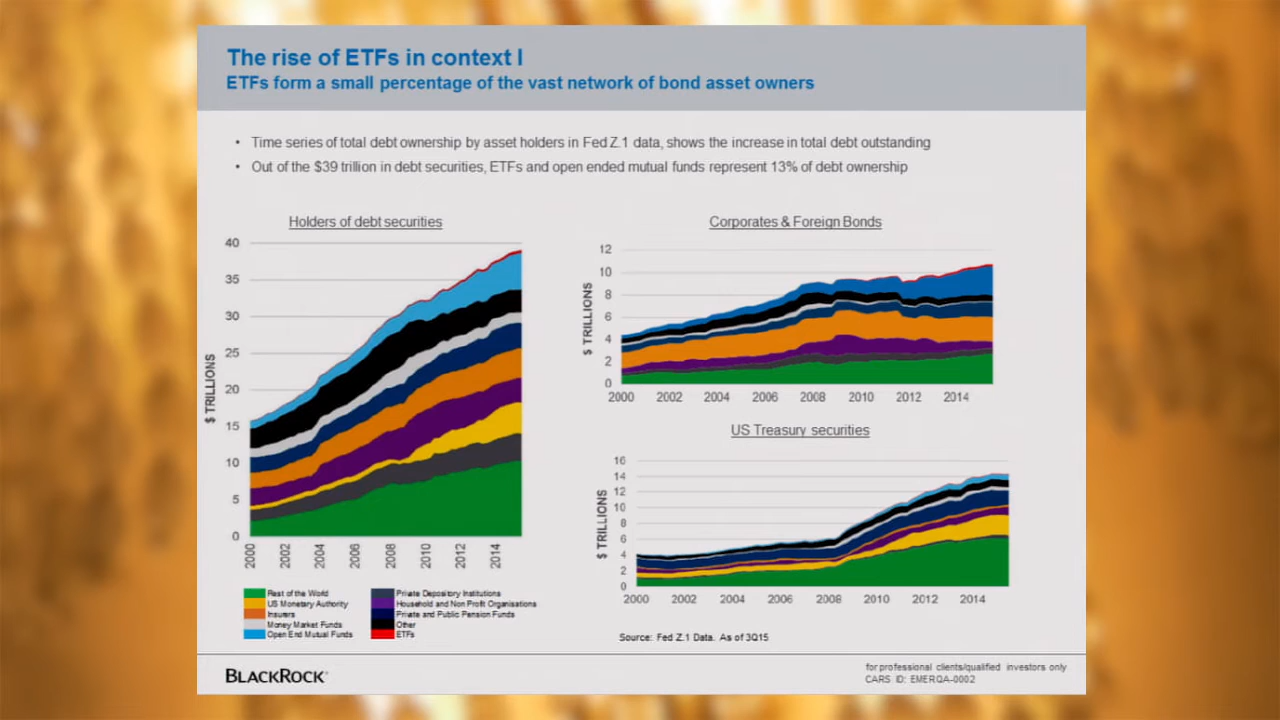 The rise of ETFs in context I
ETFs form a small percentage of the vast network of bond asset owners
• Time series of total debt ownership by asset holders in Fed Z.1 data, shows the increase in total debt outstanding
• Out of the $39 trillion in debt securities, ETFs and open ended mutual funds represent 13% of debt ownership
Holders of debt securities
40
35
30
25
20
15
10
5
0
$ TRILLIONS
2000 2002 2004 2006 2008 2010 2012 2014
Rest of the World
US Monetary Authority
Insurers
Money Market Funds
Open End Mutual Funds
Private Depository Institutions
Household and Non Profit Organisations
Private and Public Pension Funds
Other
ETFs
Corporates & Foreign Bonds
12
10
8
6
4
2
0
$ TRILLIONS
2000 2002 2004 2006 2008 2010 2012 2014
US Treasury securities
16
14
12
10
8
6
4
2
0
$ TRILLIONS
2000 2002 2004 2006 2008 2010 2012 2014
Source: Fed Z.1 Data. As of 3Q15
BLACKROCK®
for professional clients/qualified investors only
CARS ID: EMERQA-0002